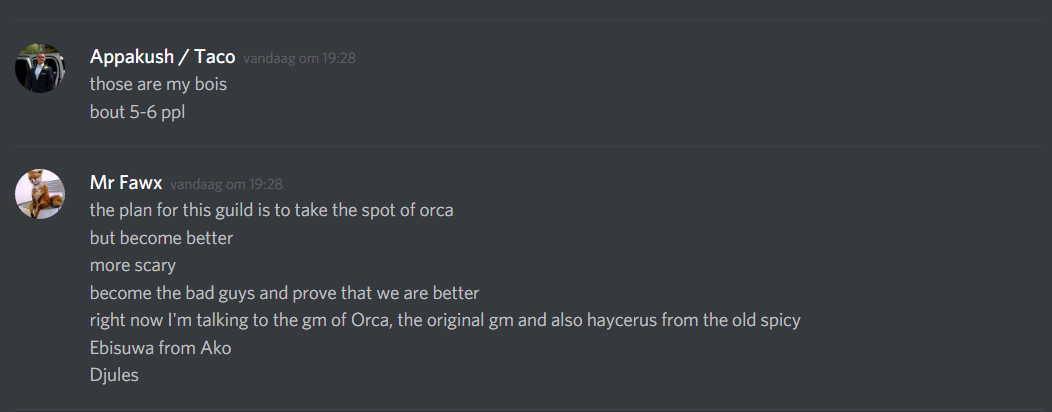 Appakush / Taco vandaag om 19:28
those are my bois
bout 5-6 ppl
Mr Fawx vandaag om 19:28
the plan for this guild is to take the spot of orca
but become better
more scary
become the bad guys and prove that we are better
right now I'm talking to the gm of Orca, the original gm and also haycerus from the old spicy
Ebisuwa from Ako
Djules